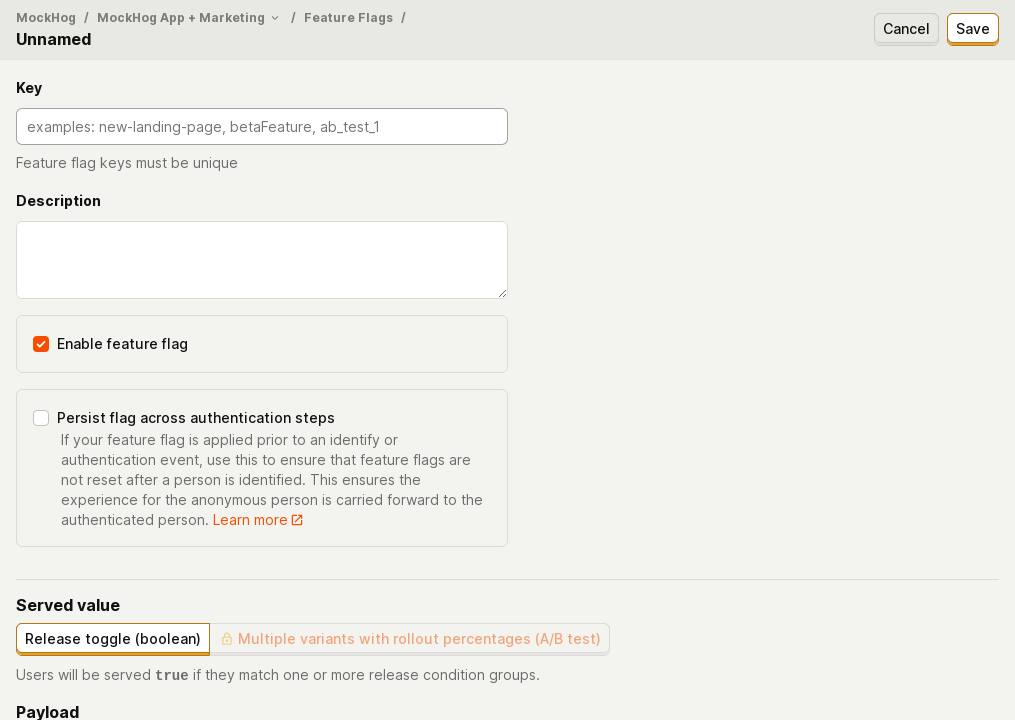 MockHog / MockHog App + Marketing / Feature Flags /
Unnamed
Cancel
Save
Key
examples: new-landing-page, betaFeature, ab_test_1
Feature flag keys must be unique
Description
Enable feature flag
Persist flag across authentication steps
If your feature flag is applied prior to an identify or
authentication event, use this to ensure that feature flags are
not reset after a person is identified. This ensures the
experience for the anonymous person is carried forward to the
authenticated person. Learn more
Served value
Release toggle (boolean)
Multiple variants with rollout percentages (A/B test)
Users will be served true if they match one or more release condition groups.
Payload